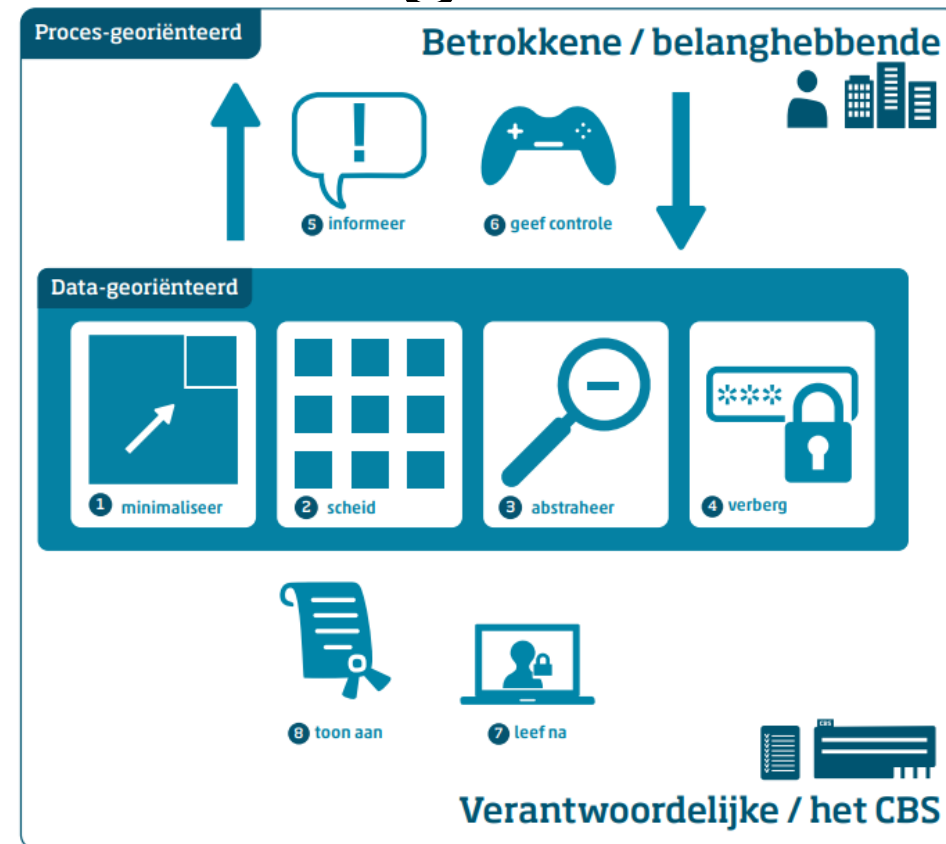 Proces-georiënteerd
Betrokkene / belanghebbende
!
5 informeer
6 geef controle
Data-georiënteerd
***
1 minimaliseer
2 scheid
3 abstraheer
4 verberg
8 toon aan
7 leef na
CBS
Verantwoordelijke / het CBS